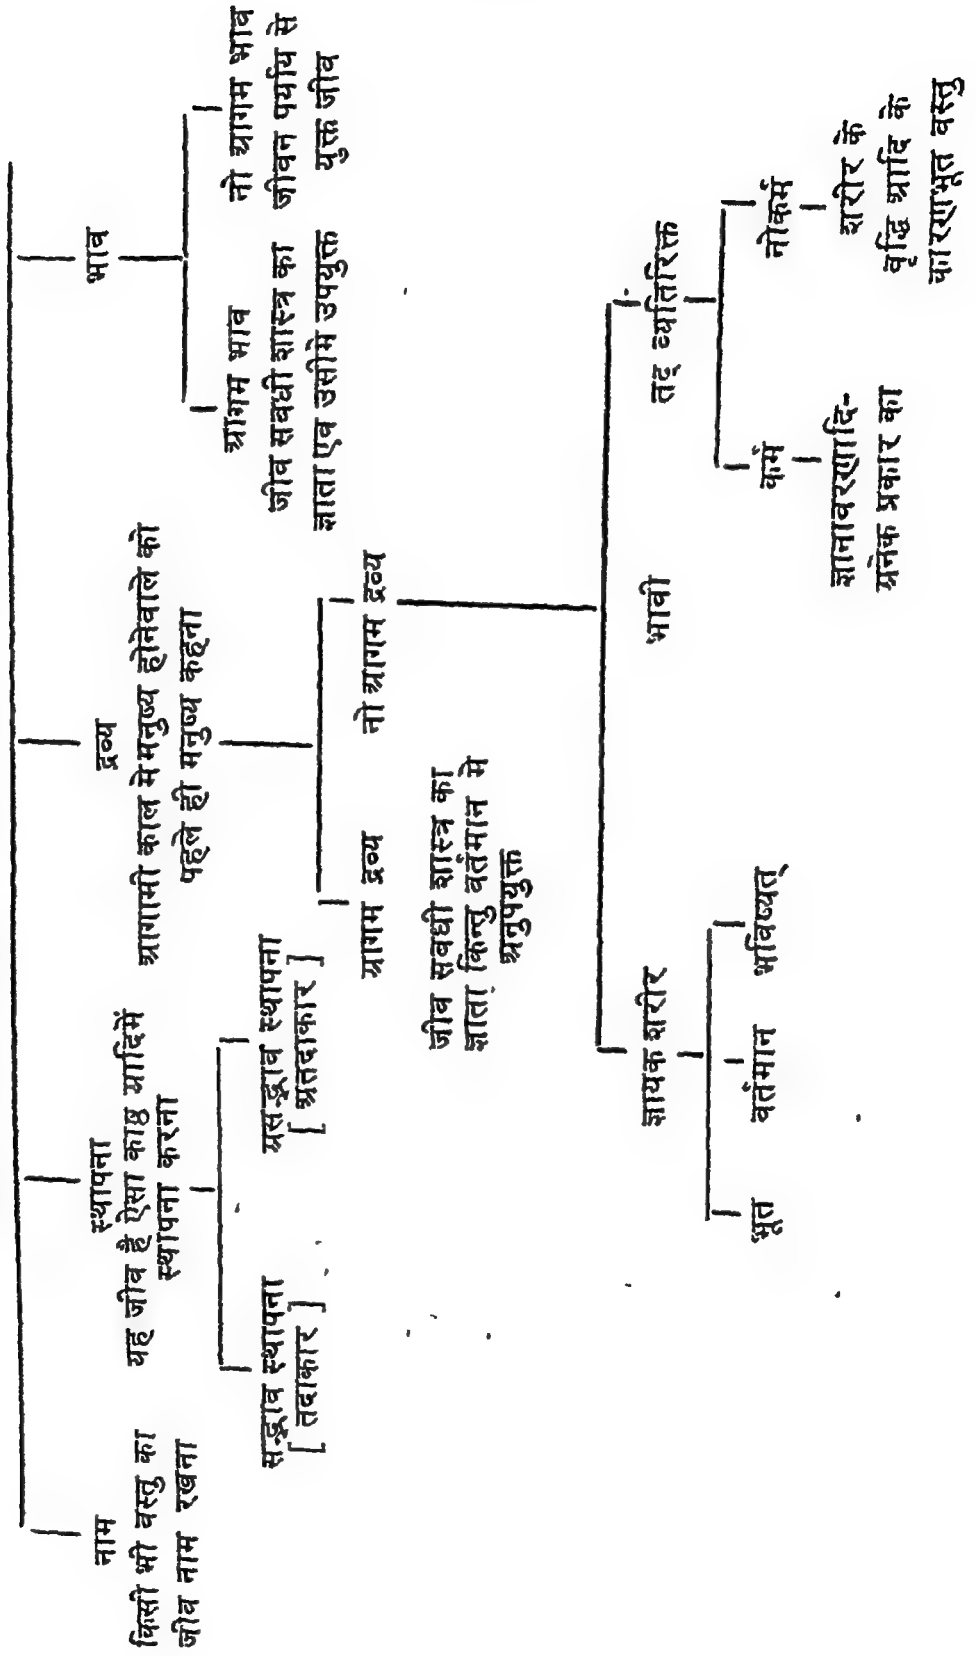 नाम
किसी भी वस्तु का
जीव नाम रखना
स्थापना
यह जीव है ऐसा काष्ठ आदिमें
स्थापना करना
सद्भाव स्थापना
[ तदाकार ]
असद्भाव स्थापना
[ अतदाकार ]
द्रव्य
आगामी काल मे मनुष्य होनेवाले को
पहले ही मनुष्य कहना
आगम द्रव्य
जीव सबधी शास्त्र का
ज्ञाता किन्तु वर्तमान मे
अनुपयुक्त
नो आगम द्रव्य
ज्ञायक शरीर
भूत
वर्तमान
भविष्यत्
भावी
तद् व्यतिरिक्त
कर्म
ज्ञानावरणादि-
अनेक प्रकार का
नोकर्म
शरीर के
वृद्धि आदि के
कारणभूत वस्तु
भाव
आगम भाव
जीव सबधी शास्त्र का
ज्ञाता एव उसीमे उपयुक्त
नो आगम भाव
जीवन पर्याय से
युक्त जीव